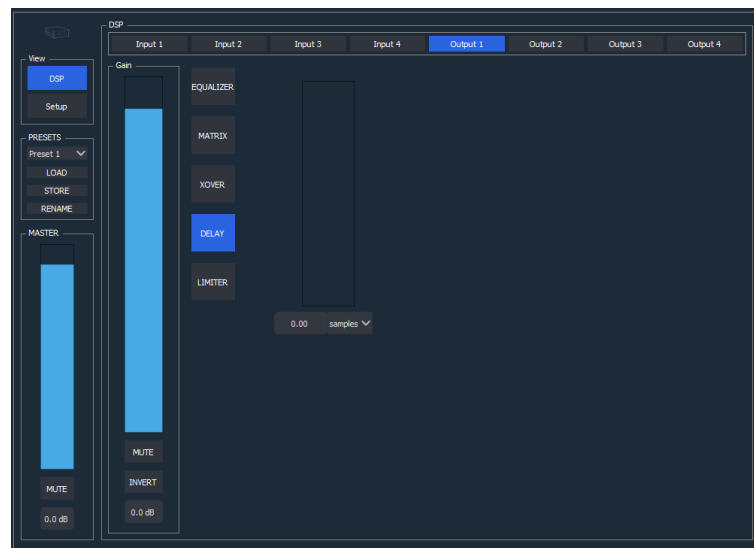 DSP
Input 1 Input 2 Input 3 Input 4 Output 1 Output 2 Output 3 Output 4
View
DSP
Setup
PRESETS
Preset 1
LOAD
STORE
RENAME
MASTER
MUTE
0.0 dB
Gain
MUTE
INVERT
0.0 dB
EQUALIZER
MATRIX
XOVER
DELAY
LIMITER
0.00 samples